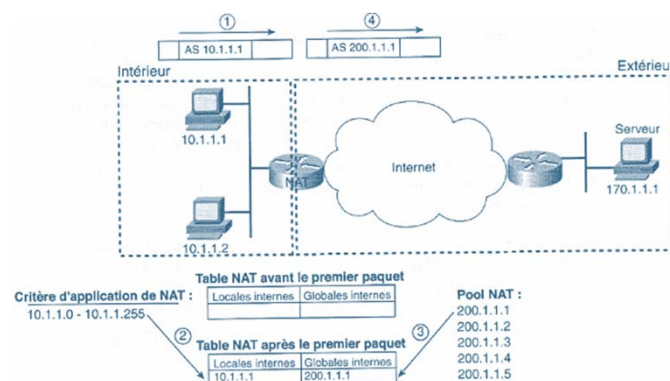 ① ④
AS 10.1.1.1 AS 200.1.1.1
Intérieur Extérieu
10.1.1.1
NAT
Internet
Serveur
170.1.1.1
10.1.1.2
Table NAT avant le premier paquet
Critère d'application de NAT :
10.1.1.0 - 10.1.1.255
Locales internes Globales internes
Pool NAT :
200.1.1.1
200.1.1.2
200.1.1.3
200.1.1.4
200.1.1.5
② ③
Table NAT après le premier paquet
Locales internes Globales internes
10.1.1.1 200.1.1.1